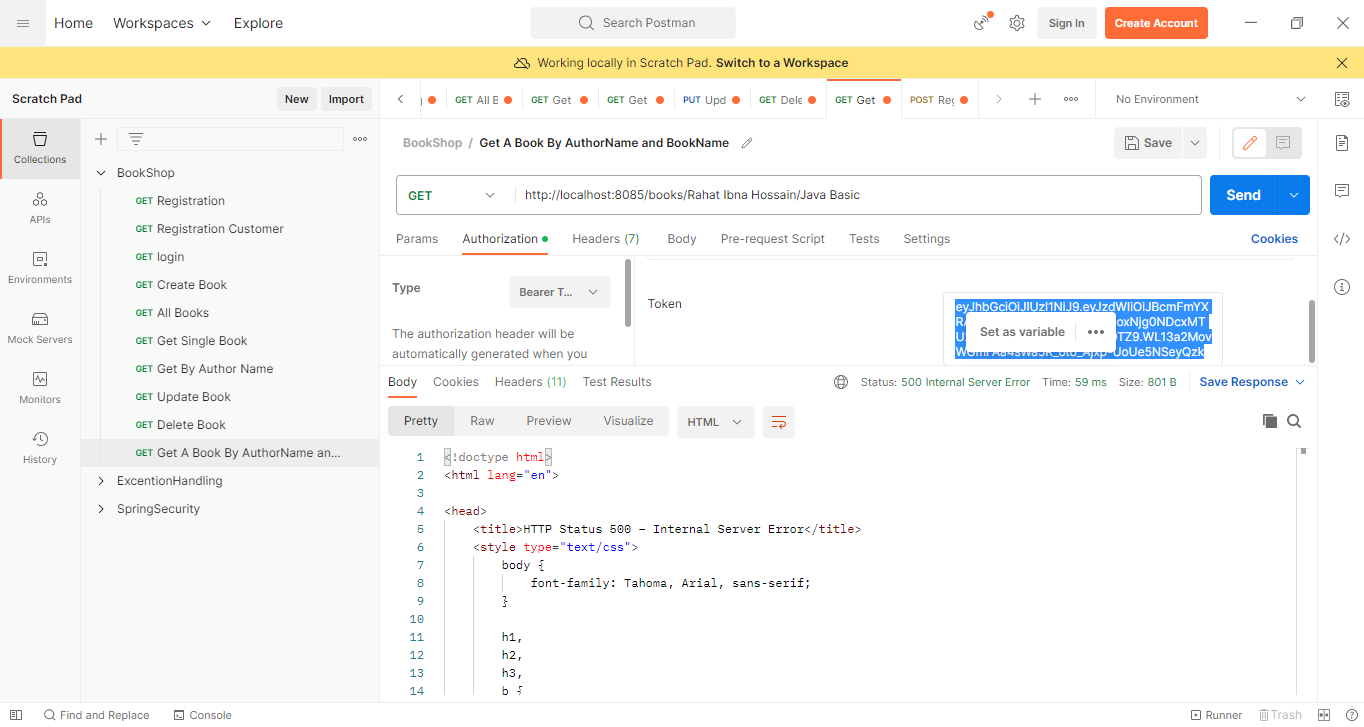 Home Workspaces Explore Search Postman Sign In Create Account
Working locally in Scratch Pad. Switch to a Workspace
Scratch Pad New Import
GET All B GET Get GET Get PUT Upd GET Dele GET Get POST Reg No Environment
Collections
APIs
Environments
Mock Servers
Monitors
History
BookShop
GET Registration
GET Registration Customer
GET login
GET Create Book
GET All Books
GET Get Single Book
GET Get By Author Name
GET Update Book
GET Delete Book
GET Get A Book By AuthorName an...
ExcentionHandling
SpringSecurity
BookShop / Get A Book By AuthorName and BookName Save
GET http://localhost:8085/books/Rahat Ibna Hossain/Java Basic Send
Params Authorization Headers (7) Body Pre-request Script Tests Settings Cookies
Type Bearer T...
The authorization header will be
automatically generated when you
Token
Set as variable
Body Cookies Headers (11) Test Results Status: 500 Internal Server Error Time: 59 ms Size: 801 B Save Response
Pretty Raw Preview Visualize HTML
1 <!doctype html>
2 <html lang="en">
3
4 <head>
5 <title>HTTP Status 500 – Internal Server Error</title>
6 <style type="text/css">
7 body {
8 font-family: Tahoma, Arial, sans-serif;
9 }
10
11 h1,
12 h2,
13 h3,
14 b {
Find and Replace Console Runner Trash